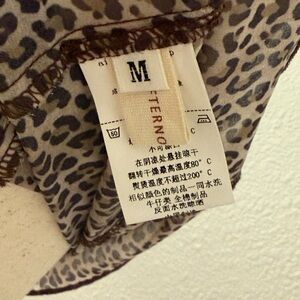 M
TERNO
80
在阴凉处悬挂晾干
翻转干燥最高温度80° C
熨烫温度不超过200° C
相似颜色的制品一同水洗
牛仔类 全棉制品
反面水洗晾晒